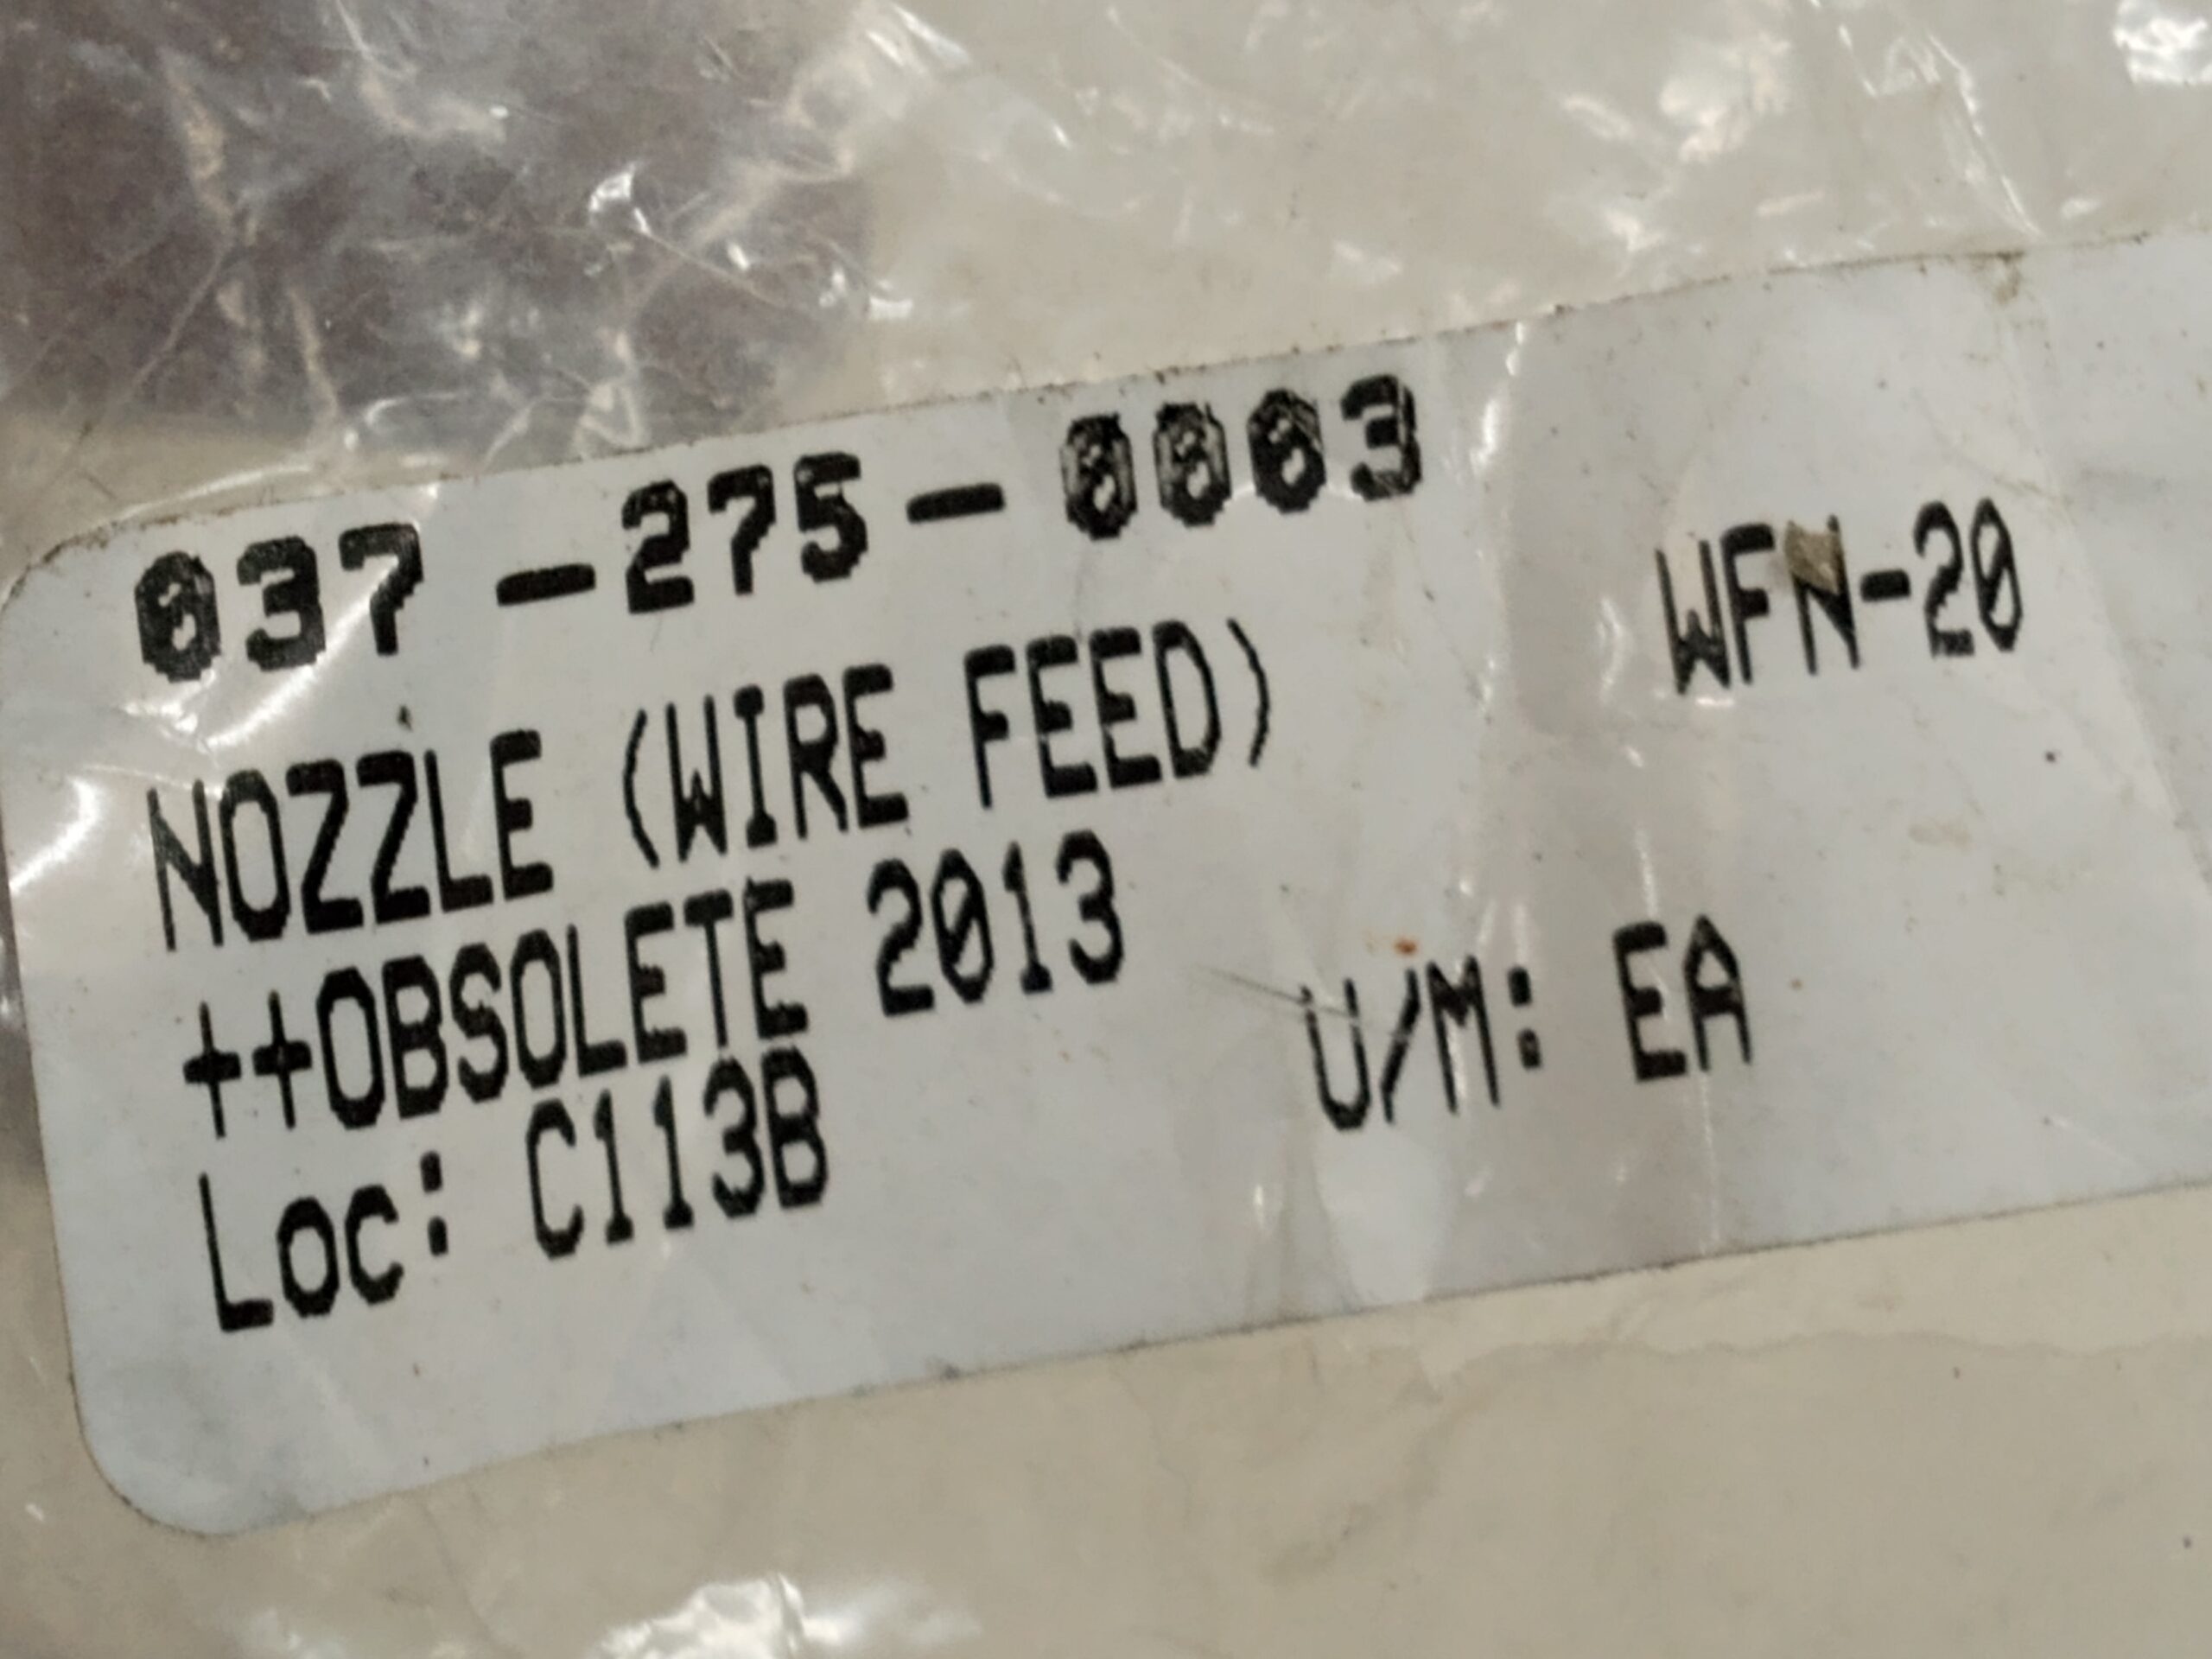 037-275-0003
NOZZLE (WIRE FEED) WFN-20
++OBSOLETE 2013
Loc: C113B U/M: EA